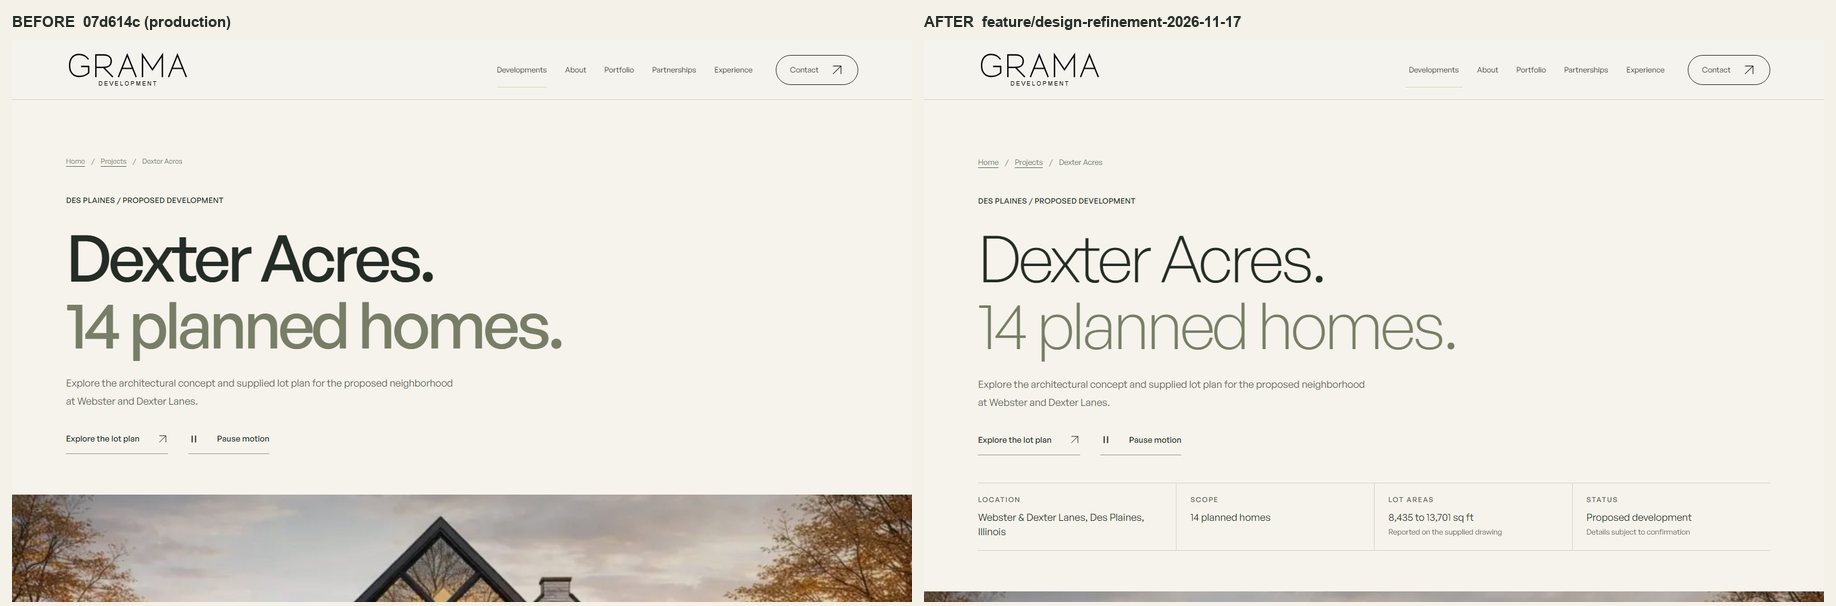 BEFORE 07d614c (production)
GRAMA
DEVELOPMENT
Developments About Portfolio Partnerships Experience Contact
Home / Projects / Dexter Acres
DES PLAINES / PROPOSED DEVELOPMENT
Dexter Acres.
14 planned homes.
Explore the architectural concept and supplied lot plan for the proposed neighborhood
at Webster and Dexter Lanes.
Explore the lot plan Pause motion
AFTER feature/design-refinement-2026-11-17
GRAMA
DEVELOPMENT
Developments About Portfolio Partnerships Experience Contact
Home / Projects / Dexter Acres
DES PLAINES / PROPOSED DEVELOPMENT
Dexter Acres.
14 planned homes.
Explore the architectural concept and supplied lot plan for the proposed neighborhood
at Webster and Dexter Lanes.
Explore the lot plan Pause motion
LOCATION
Webster & Dexter Lanes, Des Plaines,
Illinois
SCOPE
14 planned homes
LOT AREAS
8,435 to 13,701 sq ft
Reported on the supplied drawing
STATUS
Proposed development
Details subject to confirmation